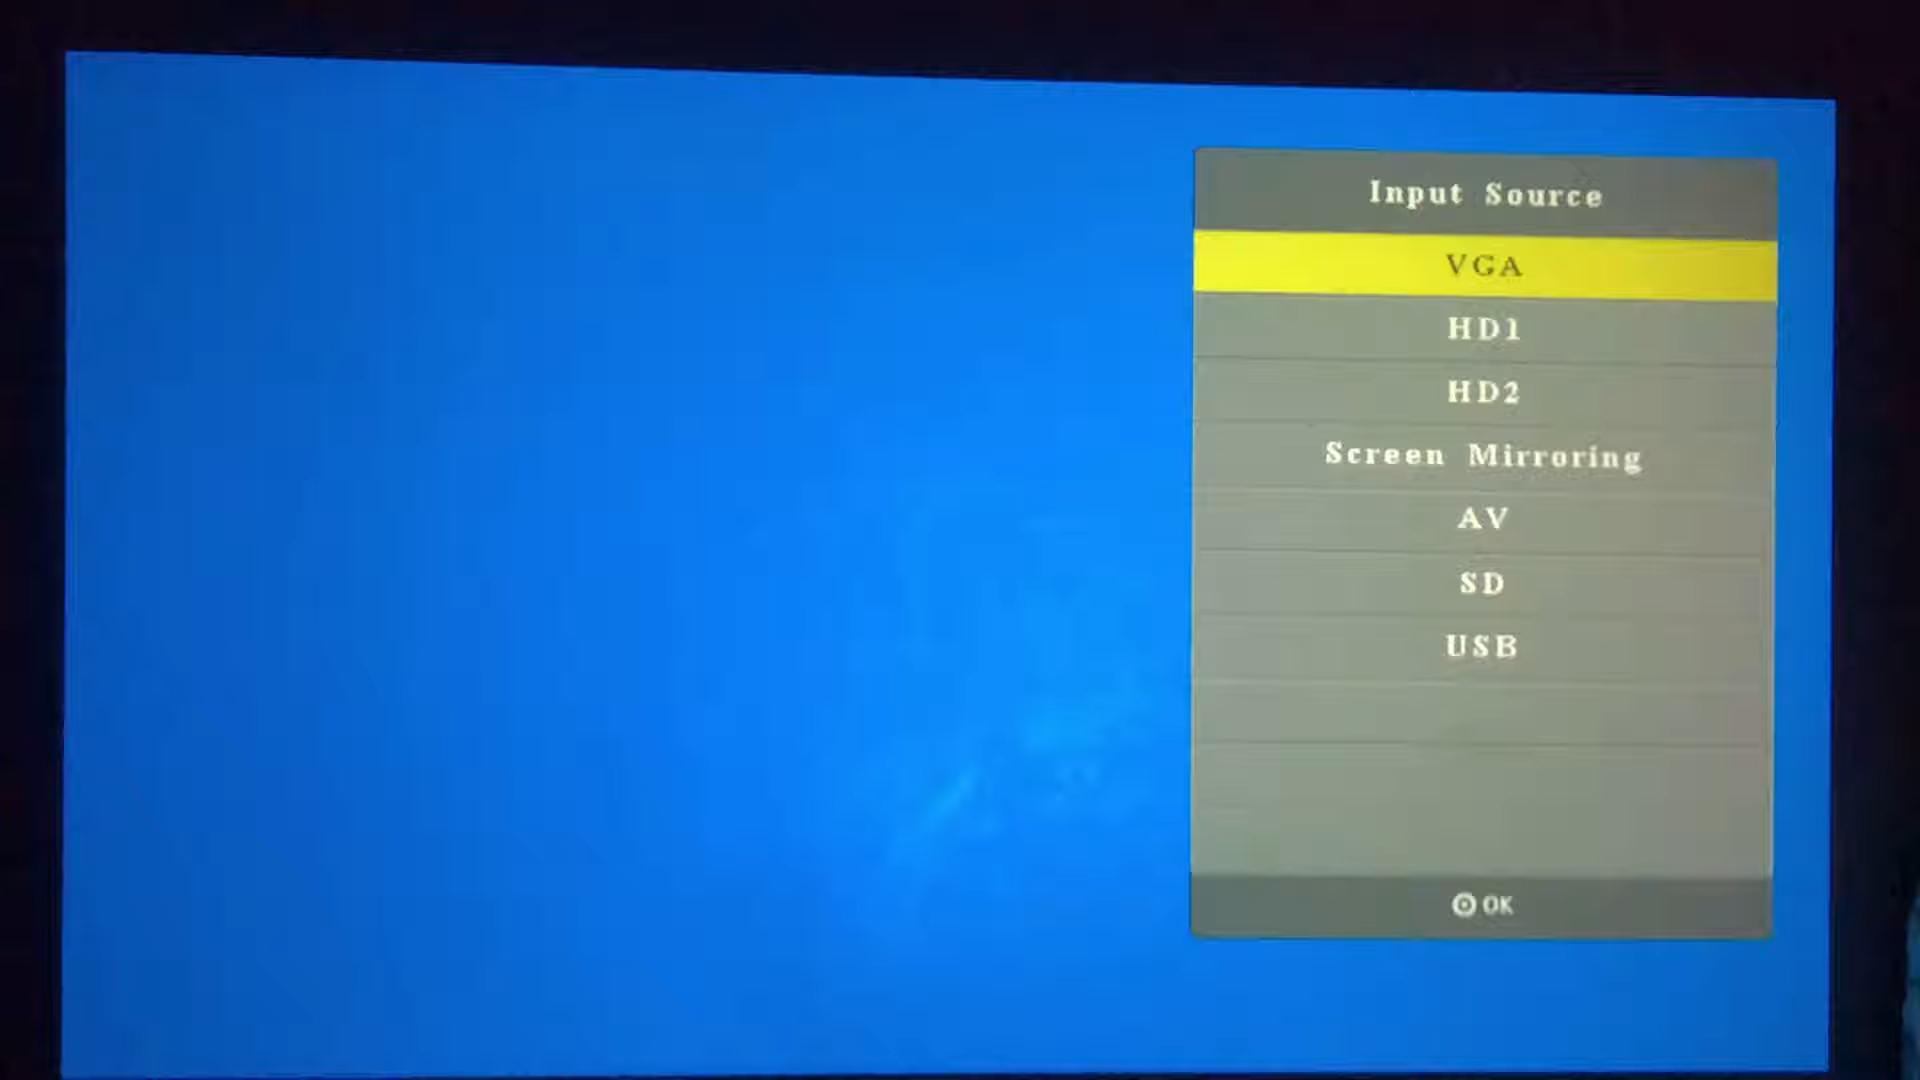 Input Source
VGA
HD1
HD2
Screen Mirroring
AV
SD
USB
OK